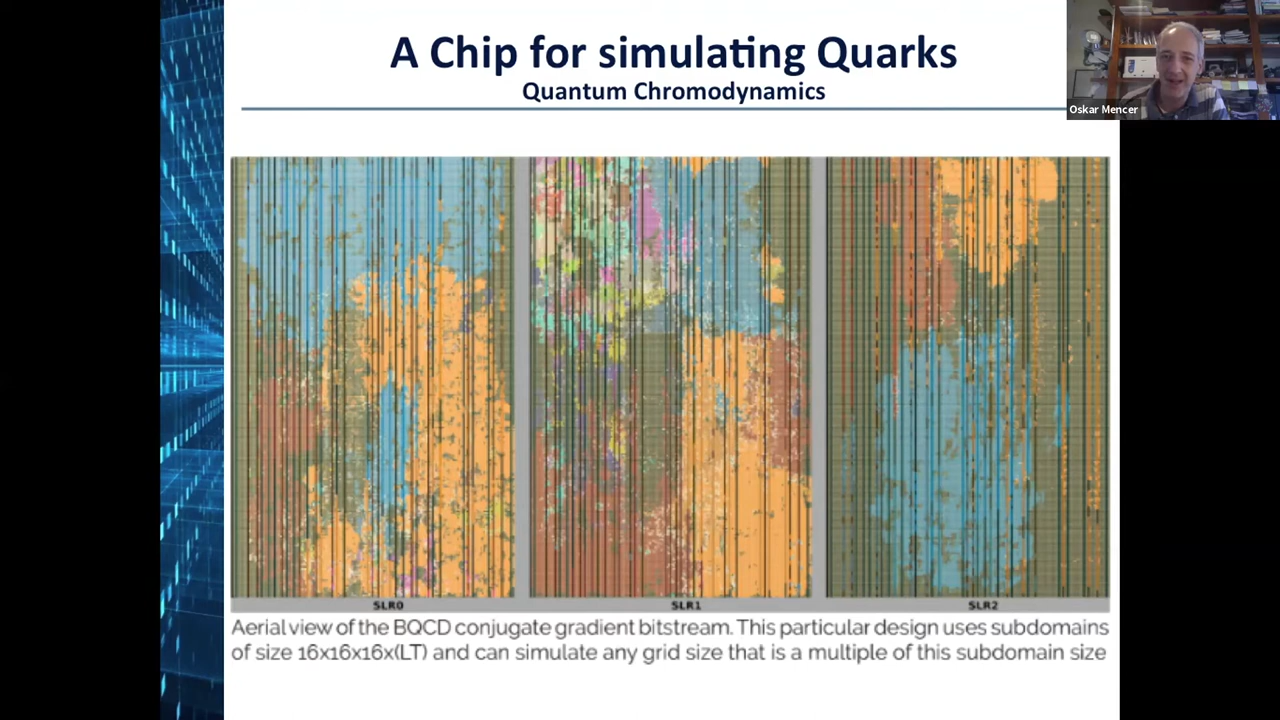 A Chip for simulating Quarks
Quantum Chromodynamics
Oskar Mencer
SLR0
SLR1
SLR2
Aerial view of the BQCD conjugate gradient bitstream. This particular design uses subdomains
of size 16x16x16x(LT) and can simulate any grid size that is a multiple of this subdomain size